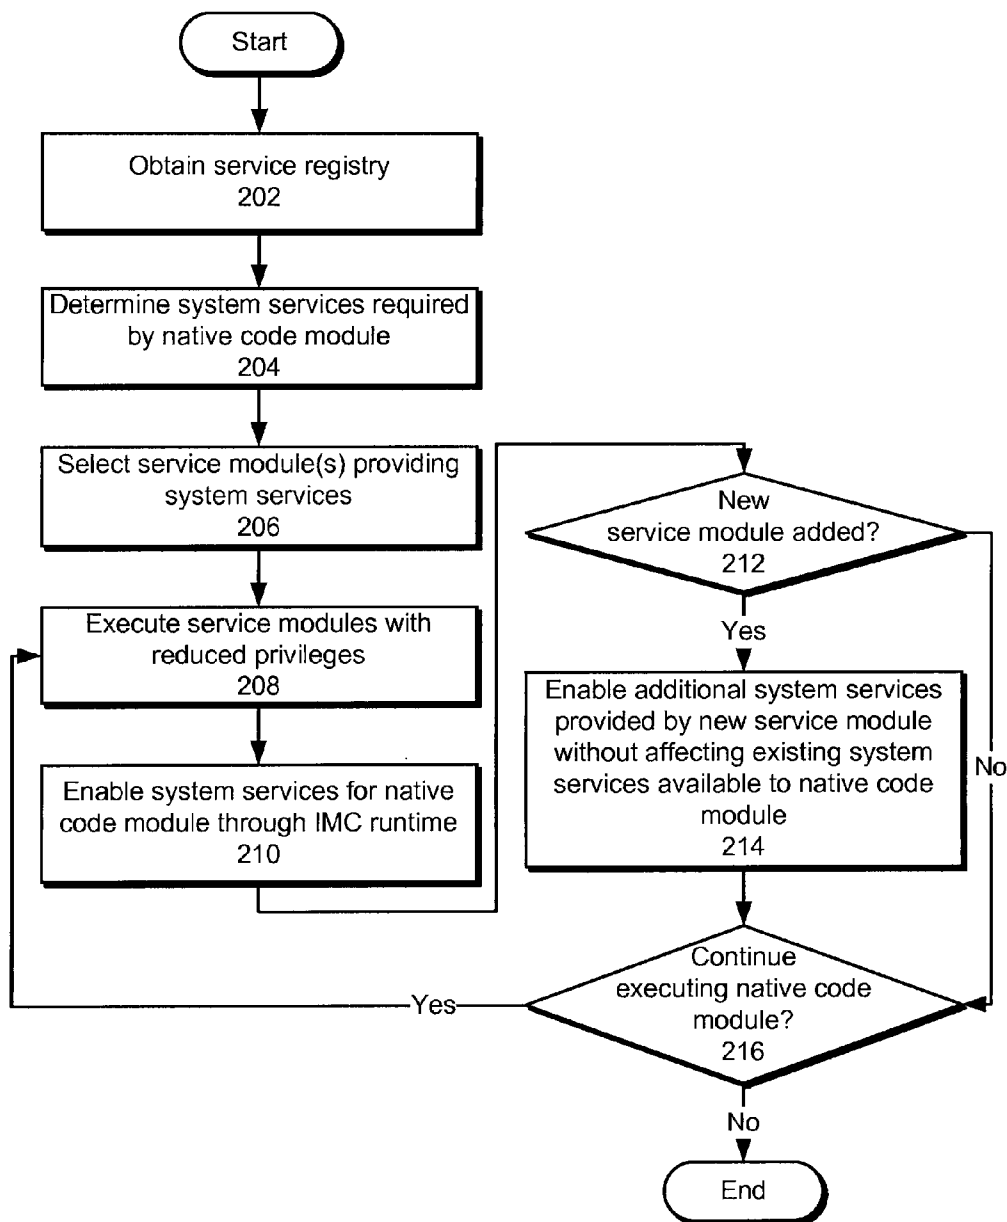 Start
Obtain service registry
202
Determine system services required
by native code module
204
Select service module(s) providing
system services
206
Execute service modules with
reduced privileges
208
Enable system services for native
code module through IMC runtime
210
New
service module added?
212
Yes
No
Enable additional system services
provided by new service module
without affecting existing system
services available to native code
module
214
Continue
executing native code
module?
216
Yes
No
End